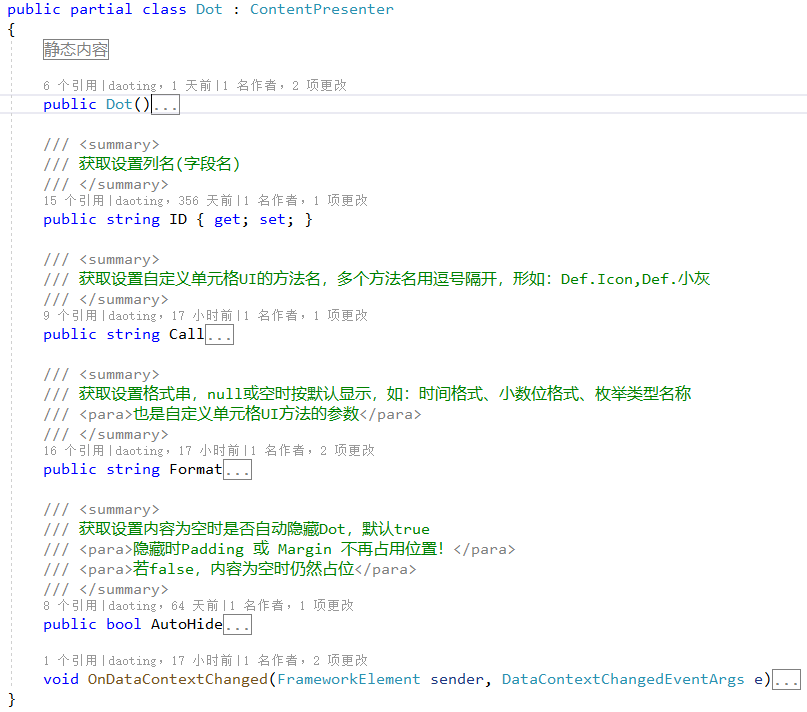 public partial class Dot : ContentPresenter
{
静态内容
6 个引用|daoting，1 天前|1 名作者，2 项更改
public Dot()...
/// <summary>
/// 获取设置列名(字段名)
/// </summary>
15 个引用|daoting，356 天前|1 名作者，1 项更改
public string ID { get; set; }
/// <summary>
/// 获取设置自定义单元格UI的方法名，多个方法名用逗号隔开，形如：Def.Icon,Def.小灰
/// </summary>
9 个引用|daoting，17 小时前|1 名作者，1 项更改
public string Call...
/// <summary>
/// 获取设置格式串，null或空时按默认显示，如：时间格式、小数位格式、枚举类型名称
/// <para>也是自定义单元格UI方法的参数</para>
/// </summary>
16 个引用|daoting，17 小时前|1 名作者，2 项更改
public string Format...
/// <summary>
/// 获取设置内容为空时是否自动隐藏Dot，默认true
/// <para>隐藏时Padding 或 Margin 不再占用位置！</para>
/// <para>若false，内容为空时仍然占位</para>
/// </summary>
8 个引用|daoting，64 天前|1 名作者，1 项更改
public bool AutoHide...
1 个引用|daoting，17 小时前|1 名作者，2 项更改
void OnDataContextChanged(FrameworkElement sender, DataContextChangedEventArgs e)...
}